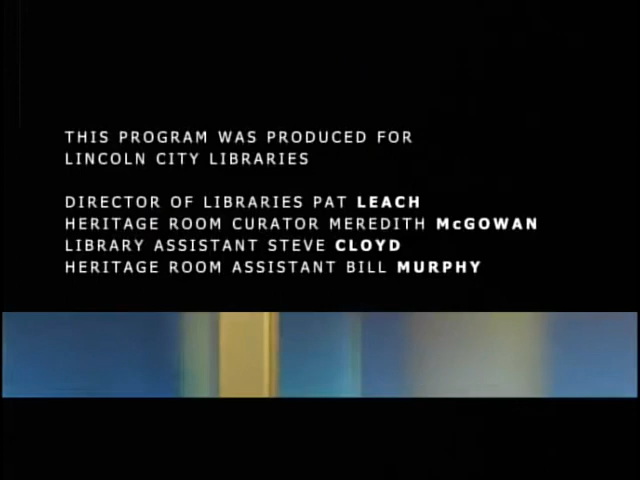 THIS PROGRAM WAS PRODUCED FOR
LINCOLN CITY LIBRARIES
DIRECTOR OF LIBRARIES PAT LEACH
HERITAGE ROOM CURATOR MEREDITH McGOWAN
LIBRARY ASSISTANT STEVE CLOYD
HERITAGE ROOM ASSISTANT BILL MURPHY